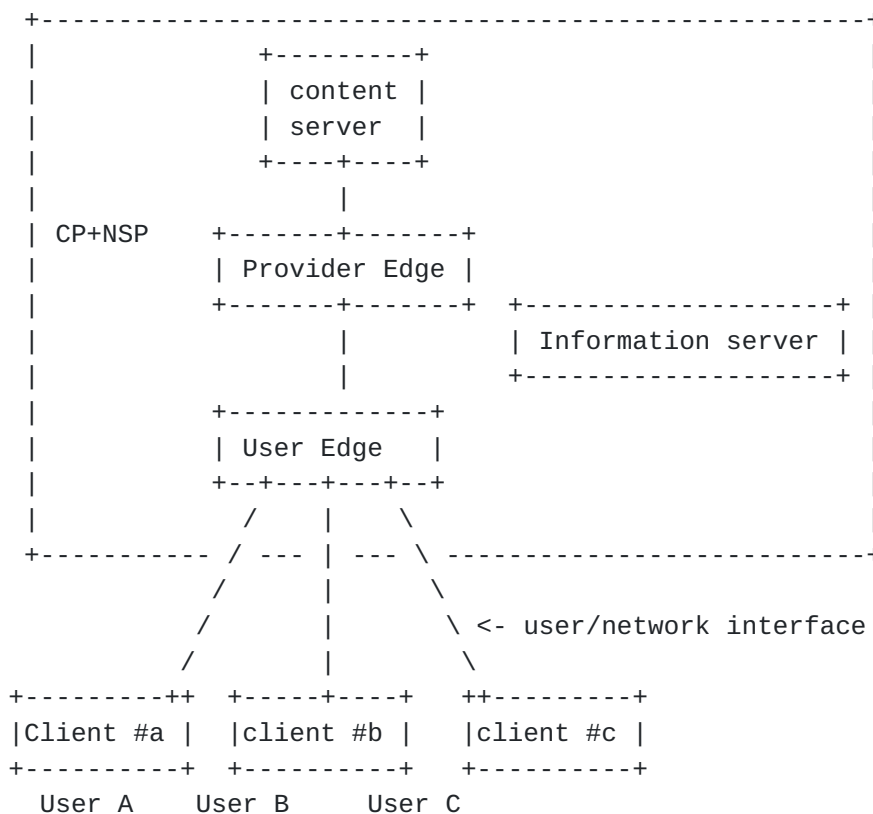 content
server
CP+NSP
Provider Edge
Information server
User Edge
<- user/network interface
Client #a client #b client #c
User A User B User C